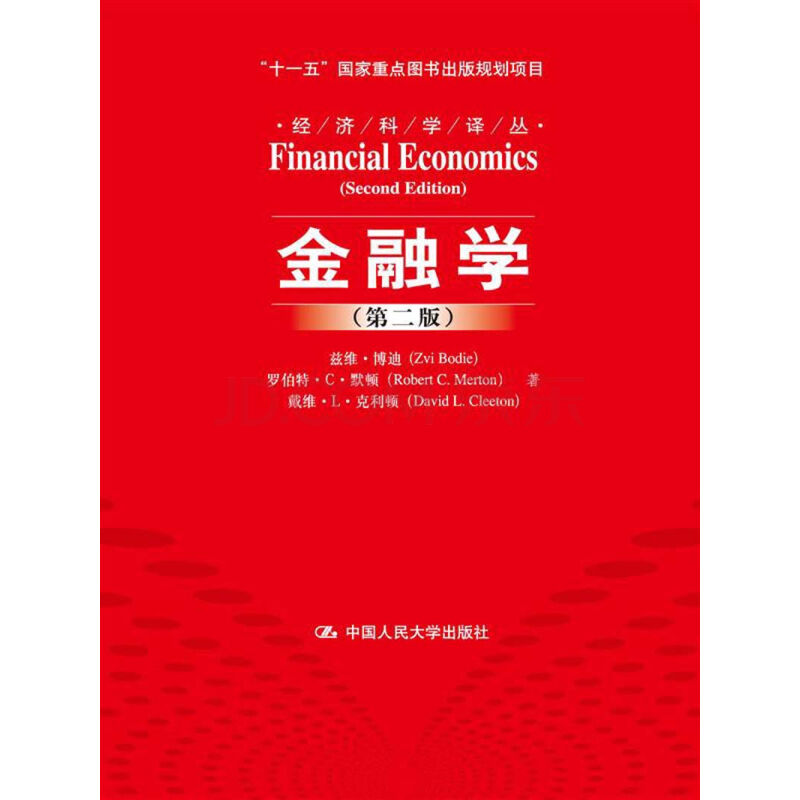 “十一五”国家重点图书出版规划项目
·经/济/科/学/译/丛·
Financial Economics
(Second Edition)
金融学
（第二版）
兹维·博迪(Zvi Bodie)
罗伯特·C·默顿(Robert C. Merton) 著
戴维·L·克利顿(David L. Cleeton)
中国人民大学出版社